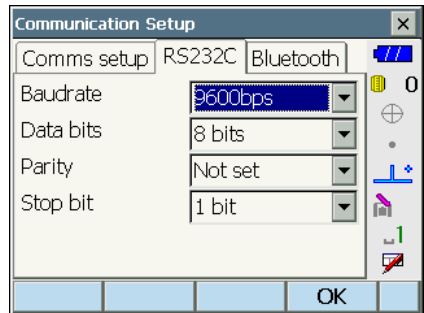 Communication Setup
Comms setup RS232C Bluetooth
Baudrate 9600bps 0
Data bits 8 bits
Parity Not set
Stop bit 1 bit
1
OK